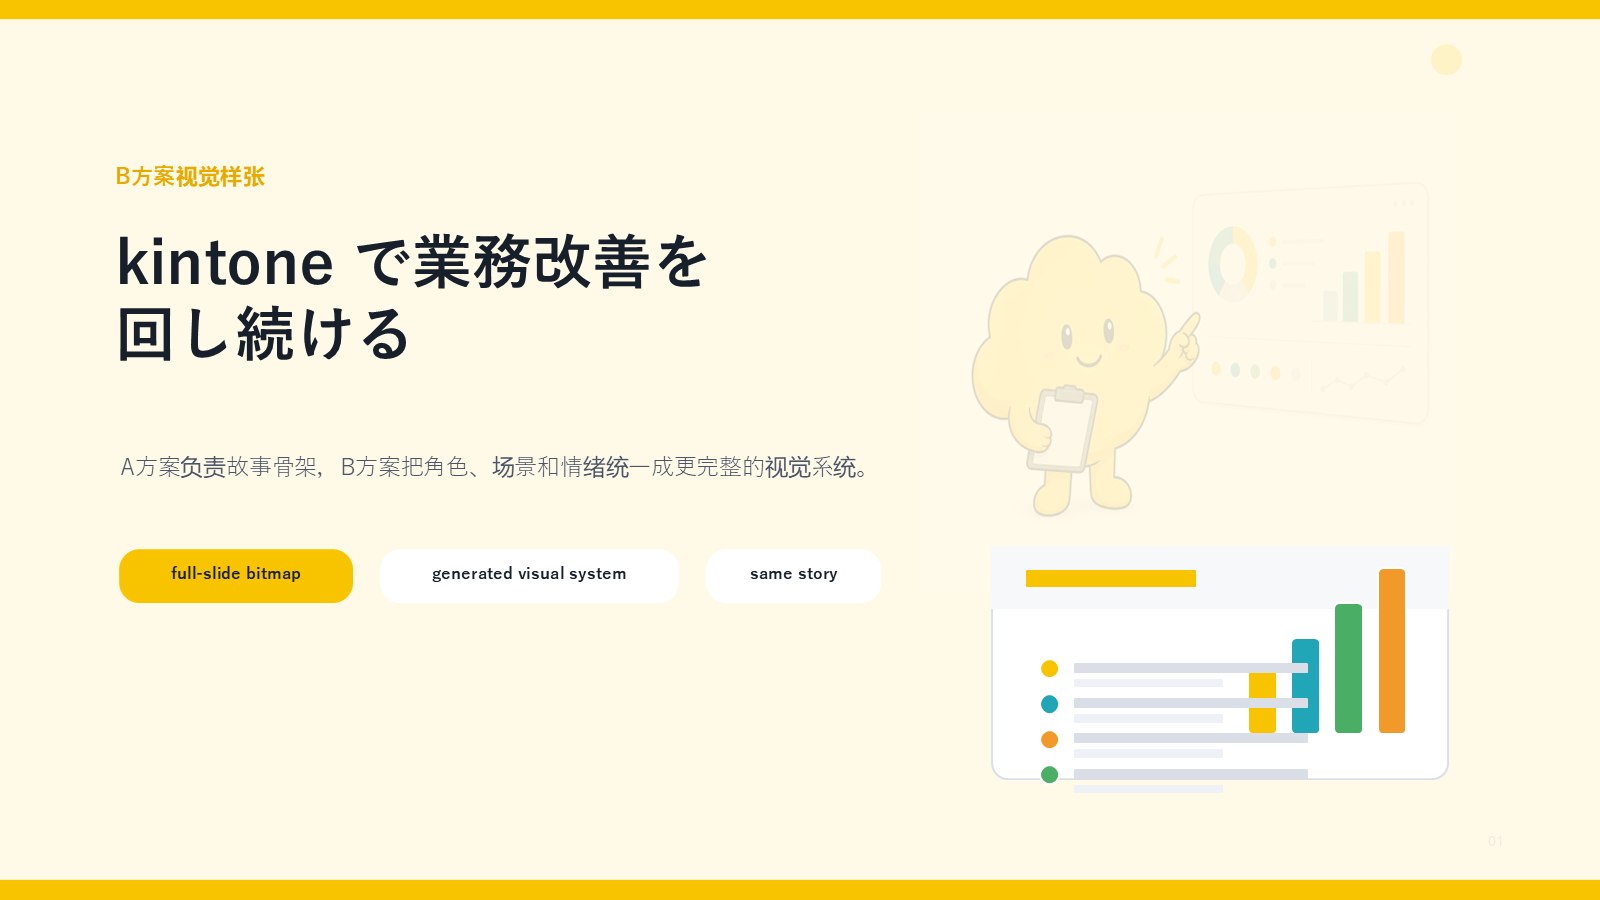 B方案视觉样张
kintone で業務改善を
回し続ける
A方案负责故事骨架，B方案把角色、场景和情绪统一成更完整的视觉系统。
full-slide bitmap
generated visual system
same story
01